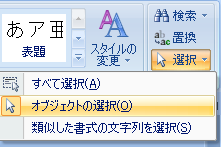 あア亜
表題
スタイルの
変更
検索
置換
選択
すべて選択(A)
オブジェクトの選択(O)
類似した書式の文字列を選択(S)